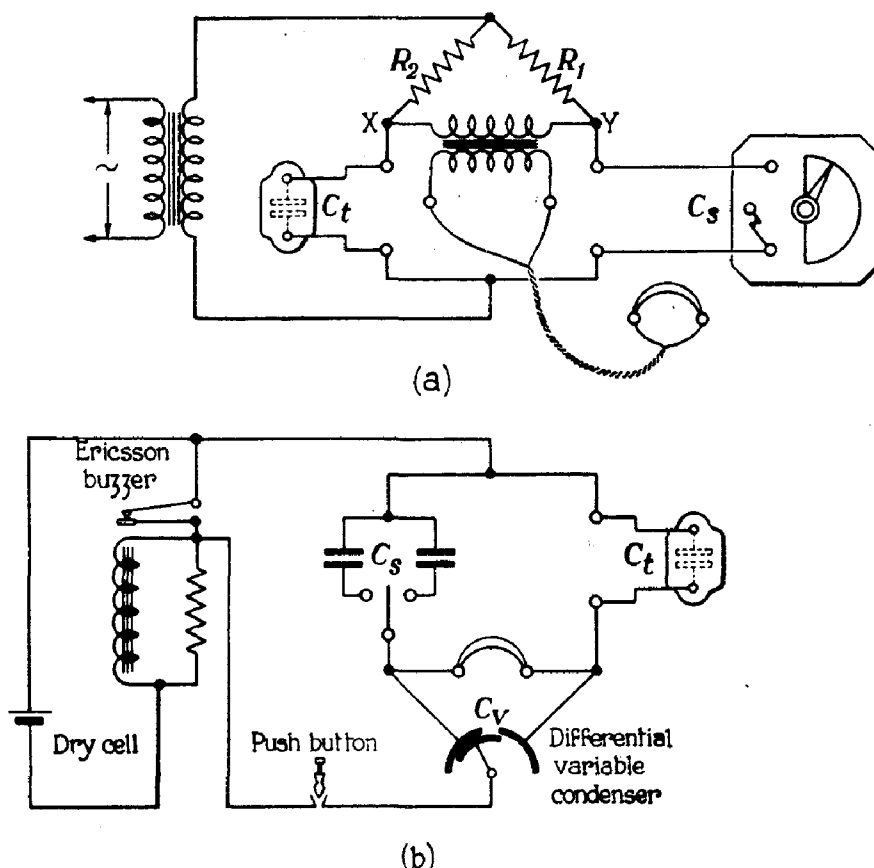 R2
R1
X
Y
~
Ct
Cs
(a)
Ericsson
buzzer
Cs
Ct
Cv
Dry cell
Push button
Differential
variable
condenser
(b)